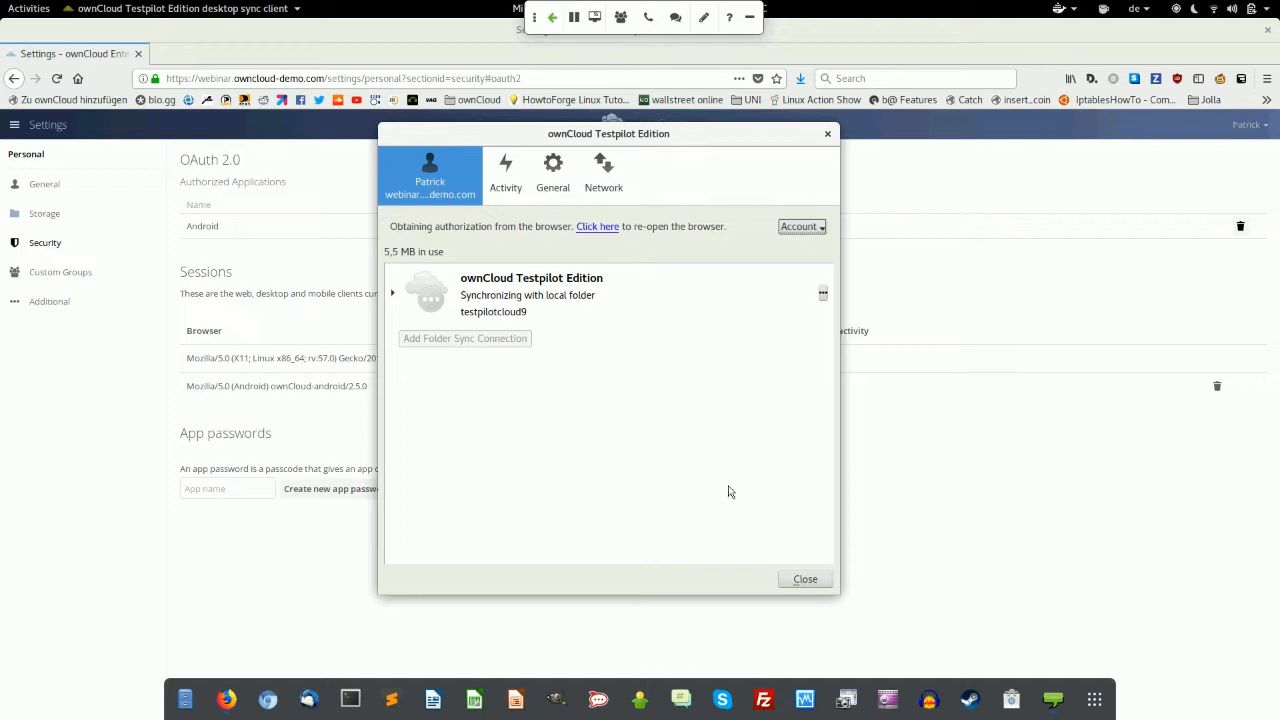 Activities
ownCloud Testpilot Edition desktop sync client
Mi
de
S
Settings - ownCloud Ente
https://webinar.owncloud-demo.com/settings/personal?sectionid=security#oauth2
Search
Zu ownCloud hinzufügen
blo.gg
ownCloud
HowtoForge Linux Tuto...
wallstreet online
UNI
Linux Action Show
b@ Features
Catch
insert_coin
IptablesHowTo - Com...
Jolla
Settings
Patrick
Personal
General
Storage
Security
Custom Groups
Additional
OAuth 2.0
Authorized Applications
Name
Android
Sessions
These are the web, desktop and mobile clients cur
Browser
activity
Mozilla/5.0 (X11; Linux x86_64; rv:57.0) Gecko/20
Mozilla/5.0 (Android) ownCloud-android/2.5.0
App passwords
An app password is a passcode that gives an app o
App name
Create new app passw
ownCloud Testpilot Edition
Patrick
webinar....demo.com
Activity
General
Network
Obtaining authorization from the browser. Click here to re-open the browser.
Account
5,5 MB in use
ownCloud Testpilot Edition
Synchronizing with local folder
testpilotcloud9
Add Folder Sync Connection
Close